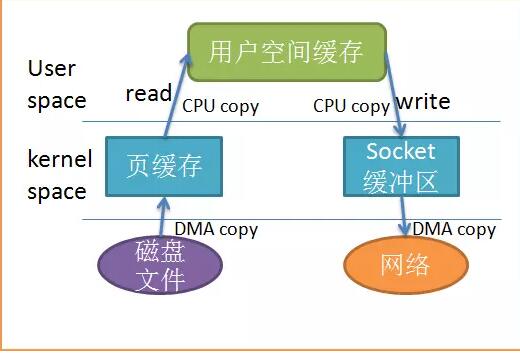 用户空间缓存
User
space
read
CPU copy
CPU copy
write
kernel
space
页缓存
Socket
缓冲区
DMA copy
DMA copy
磁盘
文件
网络